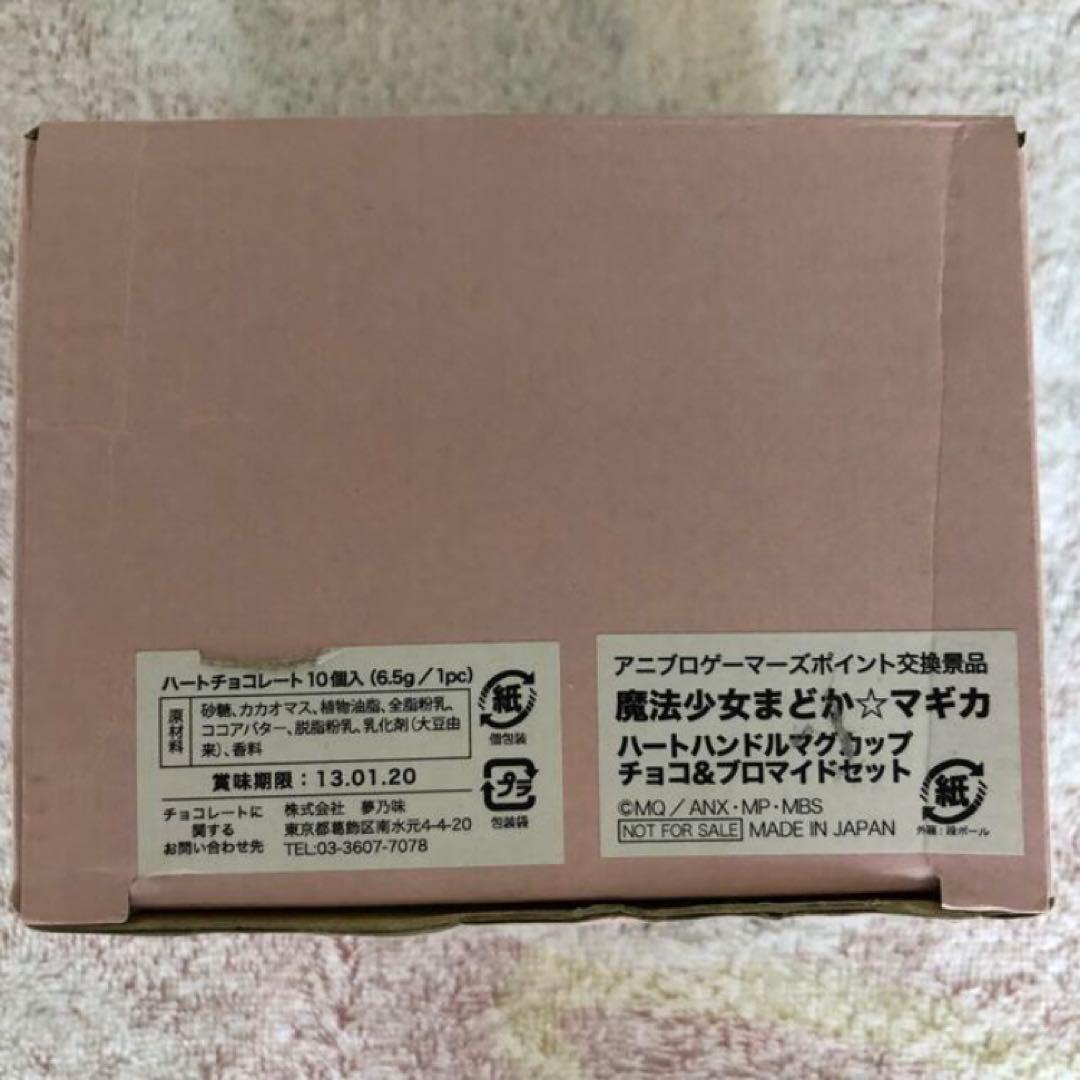 ハートチョコレート10個入(6.5g/1pc)
原材料
砂糖、カカオマス、植物油脂、全脂粉乳、
ココアバター、脱脂粉乳、乳化剤(大豆由
来)、香料
賞味期限:13.01.20
チョコレートに
関する
お問い合わせ先
株式会社 夢乃味
東京都葛飾区南水元4-4-20
TEL:03-3607-7078
紙
個包装
プラ
包装袋
アニブロゲーマーズポイント交換景品
魔法少女まどか☆マギカ
ハートハンドルマグカップ
チョコ&ブロマイドセット
©MQ/ANX・MP・MBS
NOT FOR SALE MADE IN JAPAN
紙
外箱:段ボール